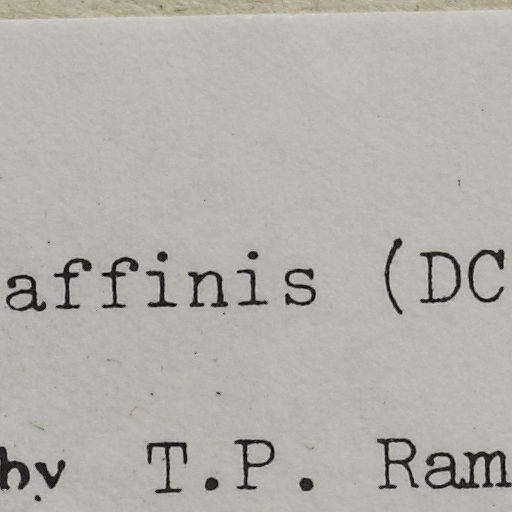 affinis (DC
by T.P. Ram